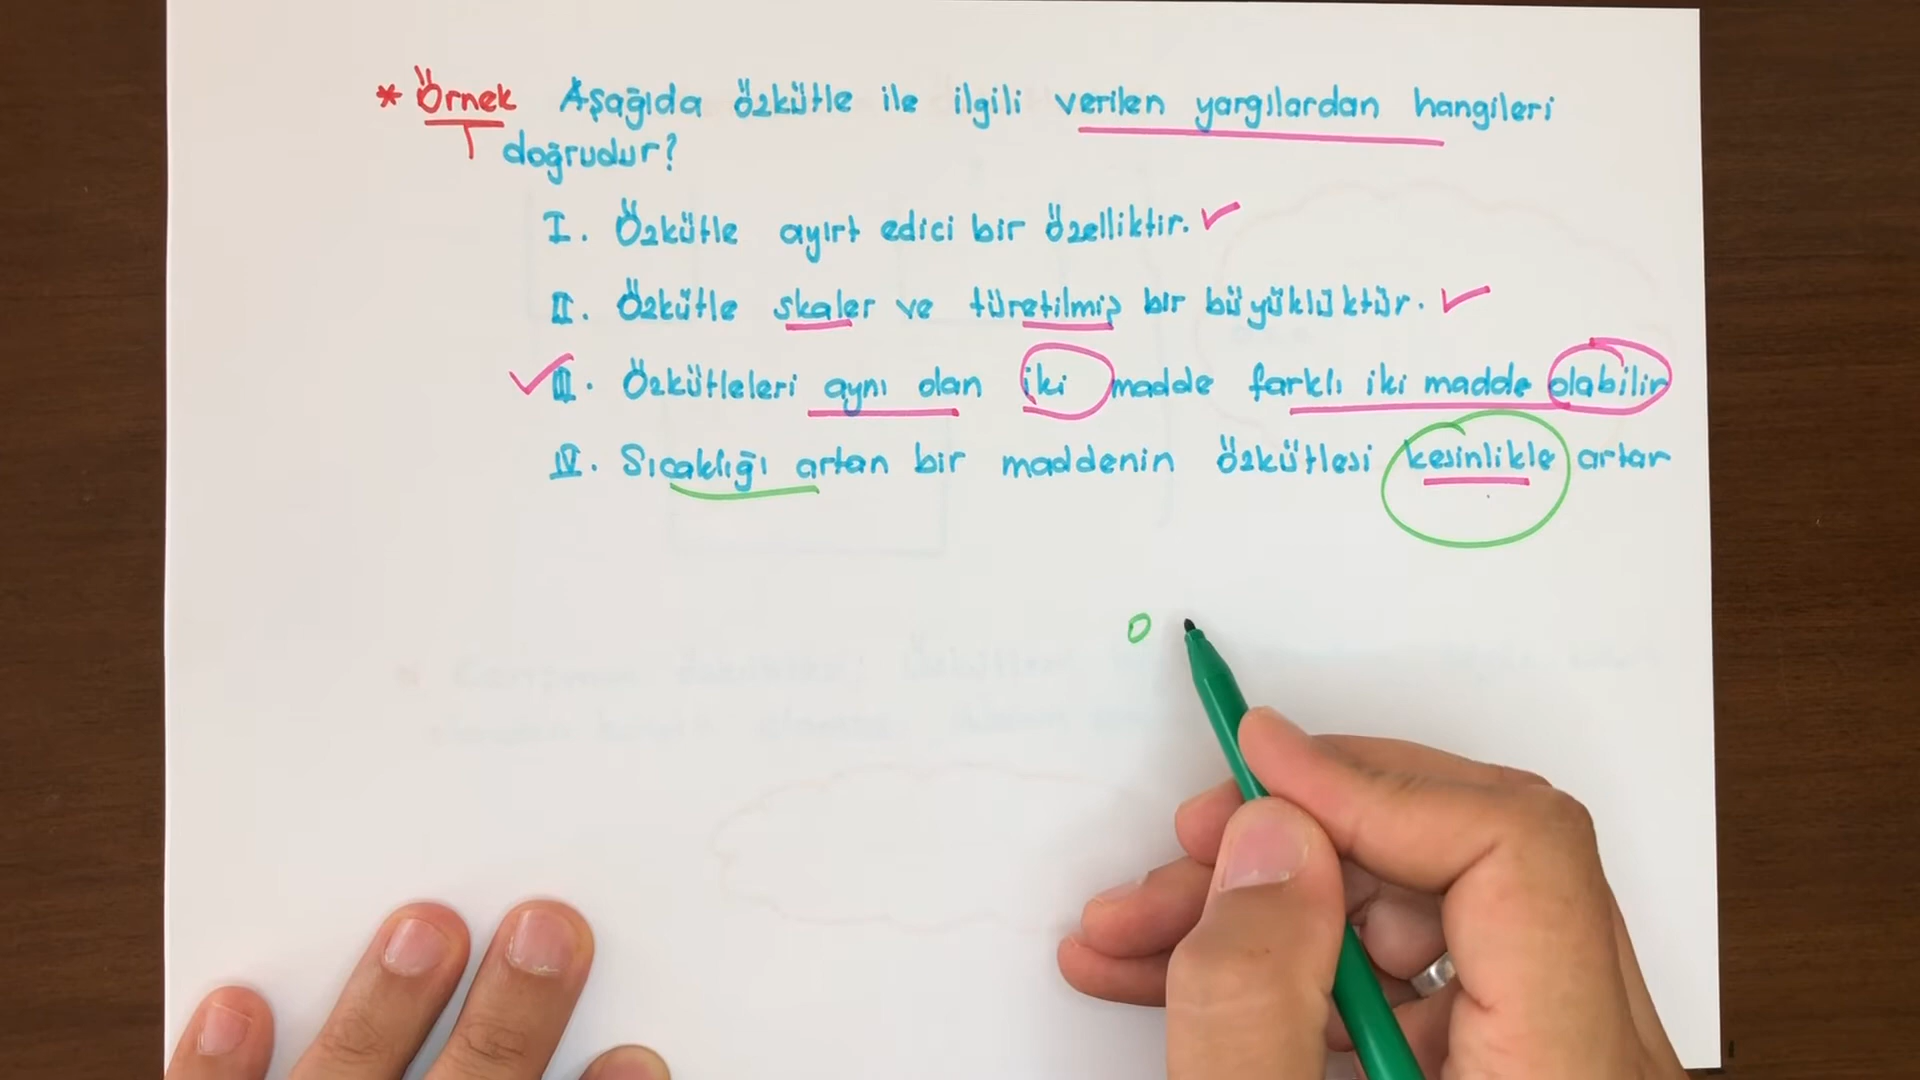 * Örnek Aşağıda özkütle ile ilgili verilen yargılardan hangileri
doğrudur?
I. Özkütle ayırt edici bir özelliktir.
II. Özkütle skaler ve türetilmiş bir büyüklüktür.
III. Özkütleleri aynı olan iki madde farklı iki madde olabilir
IV. Sıcaklığı artan bir maddenin özkütlesi kesinlikle artar
0